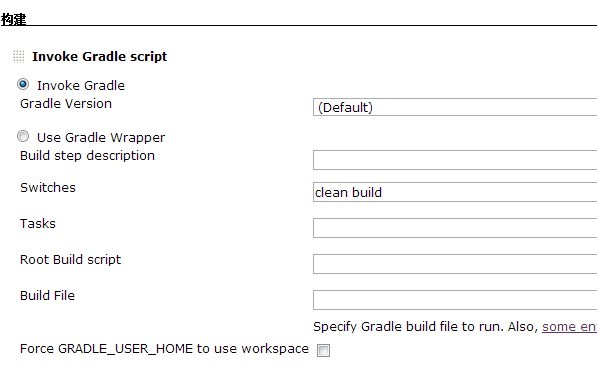 构建
Invoke Gradle script
Invoke Gradle
Gradle Version
(Default)
Use Gradle Wrapper
Build step description
Switches
clean build
Tasks
Root Build script
Build File
Specify Gradle build file to run. Also, some en
Force GRADLE_USER_HOME to use workspace